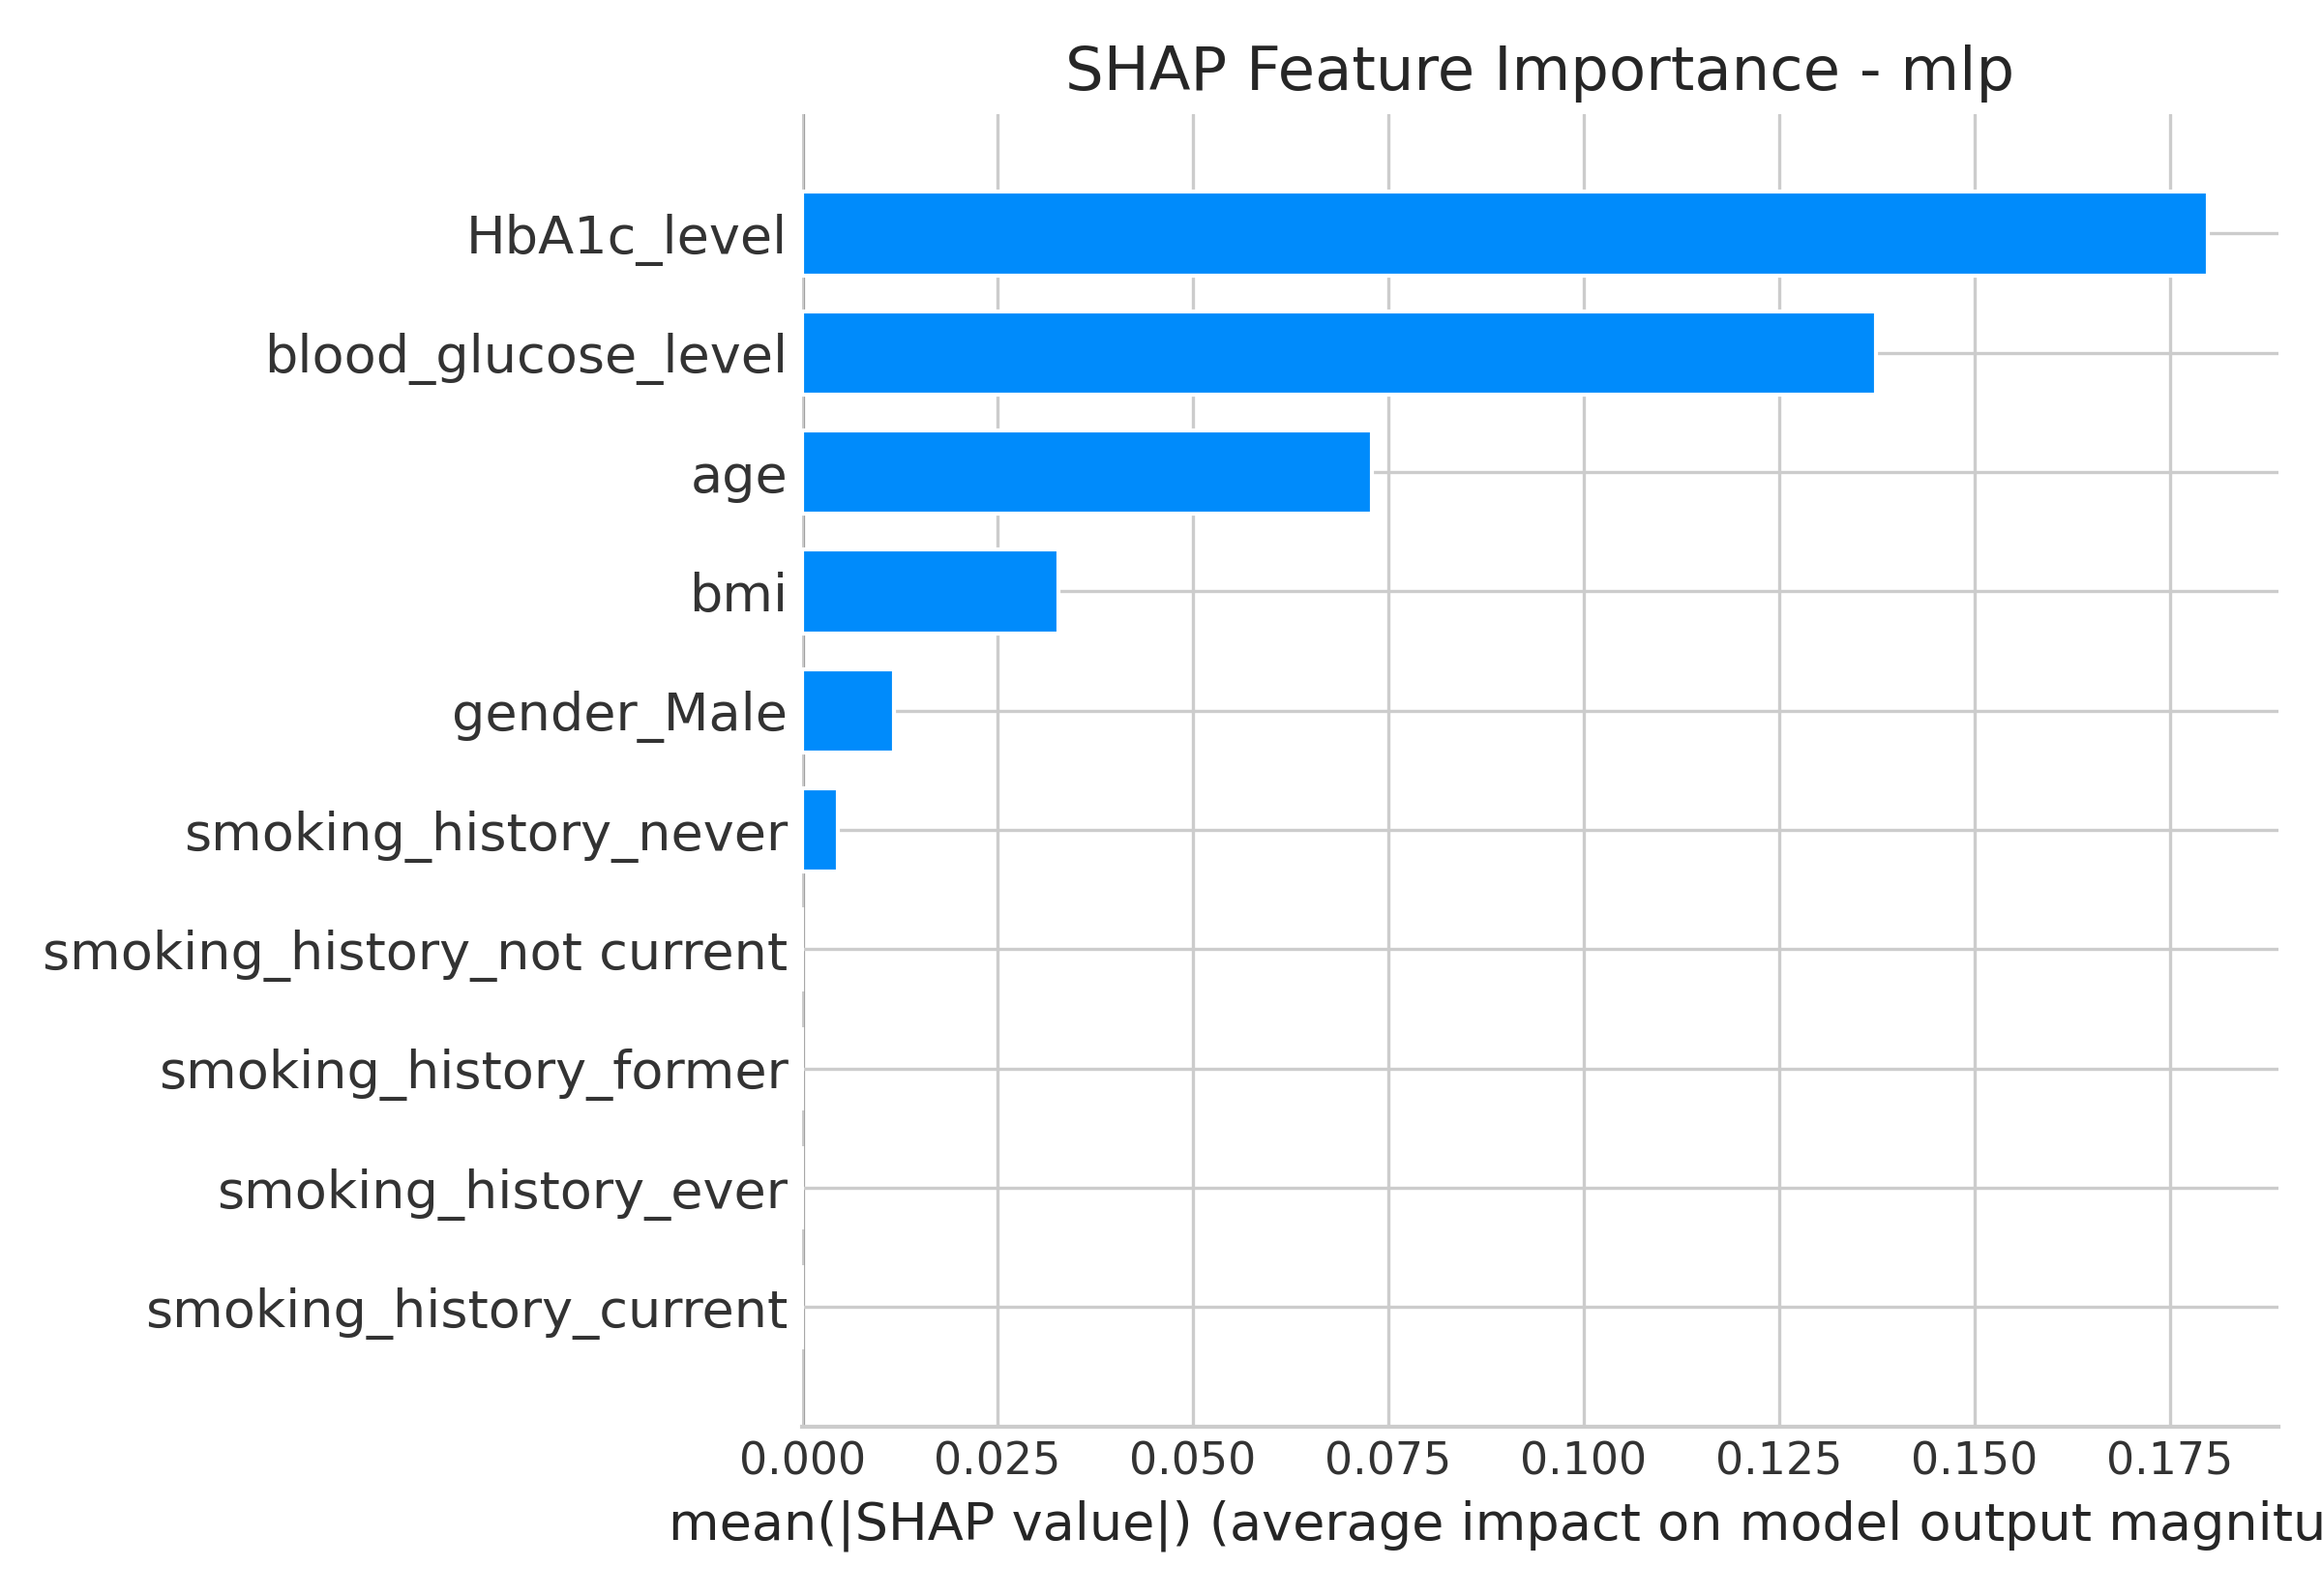 SHAP Feature Importance - mlp
HbA1c_level
blood_glucose_level
age
bmi
gender_Male
smoking_history_never
smoking_history_not current
smoking_history_former
smoking_history_ever
smoking_history_current
0.000 0.025 0.050 0.075 0.100 0.125 0.150 0.175
mean(|SHAP value|) (average impact on model output magnitu